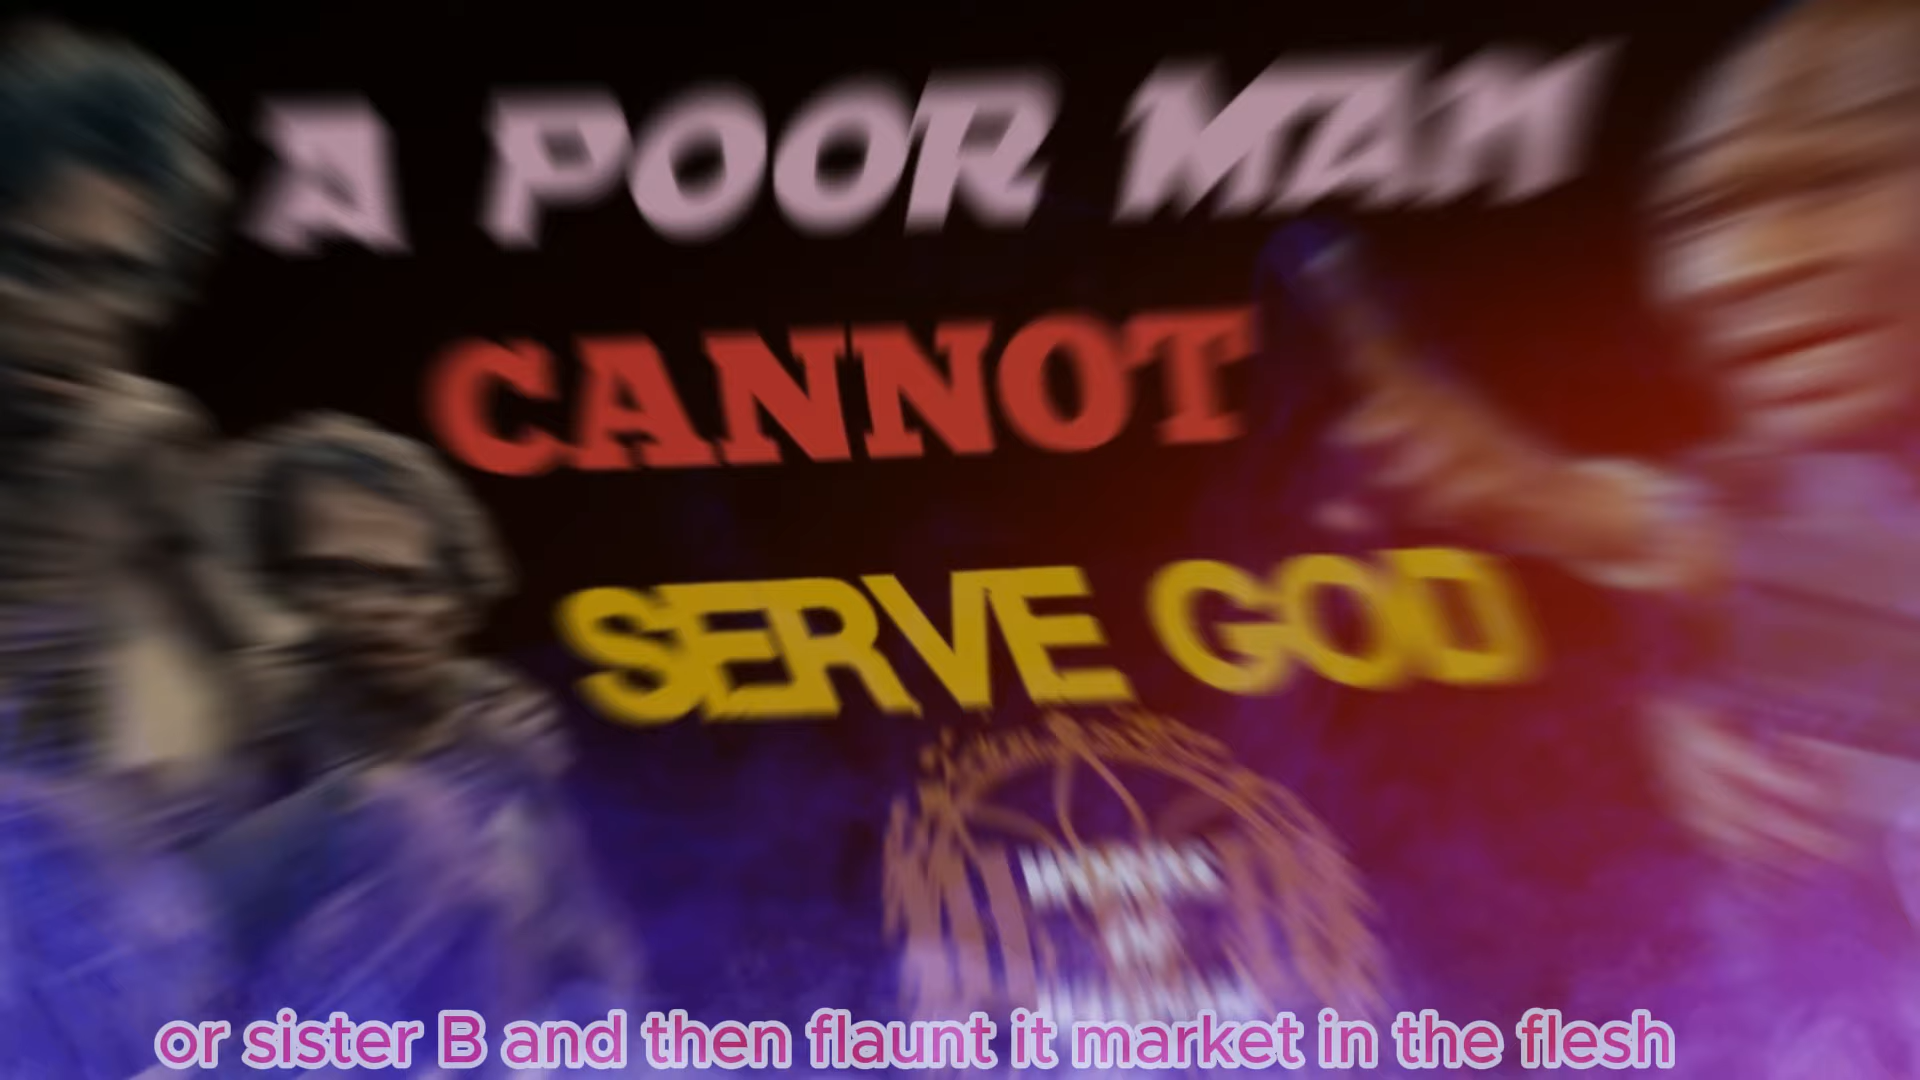 A POOR MAN
CANNOT
SERVE GOD
or sister B and then flaunt it market in the flesh